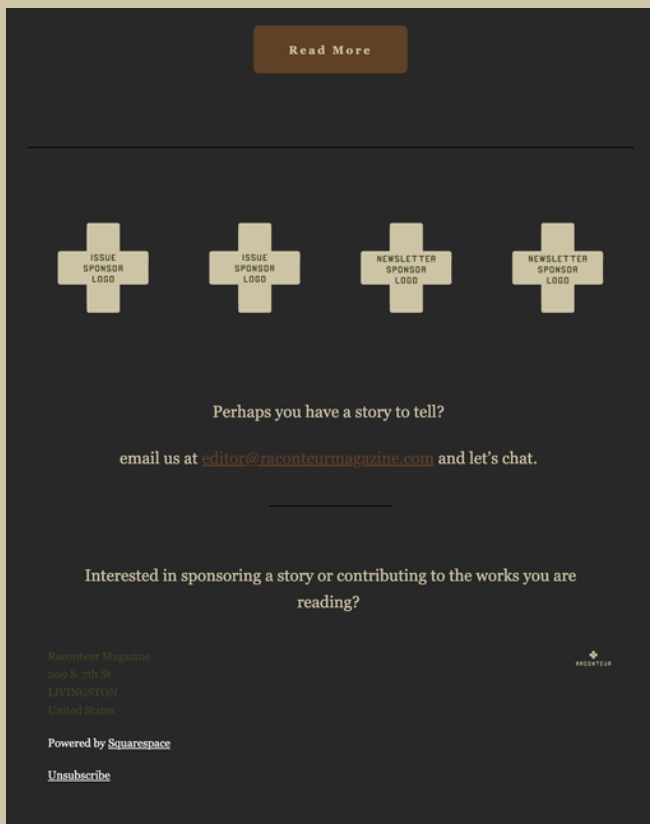 Read More
ISSUE
SPONSOR
LOGO
ISSUE
SPONSOR
LOGO
NEWSLETTER
SPONSOR
LOGO
NEWSLETTER
SPONSOR
LOGO
Perhaps you have a story to tell?
email us at editor@raconteurmagazine.com and let’s chat.
Interested in sponsoring a story or contributing to the works you are
reading?
Raconteur Magazine
209 S. 7th St
LIVINGSTON
United States
RACONTEUR
Powered by Squarespace
Unsubscribe